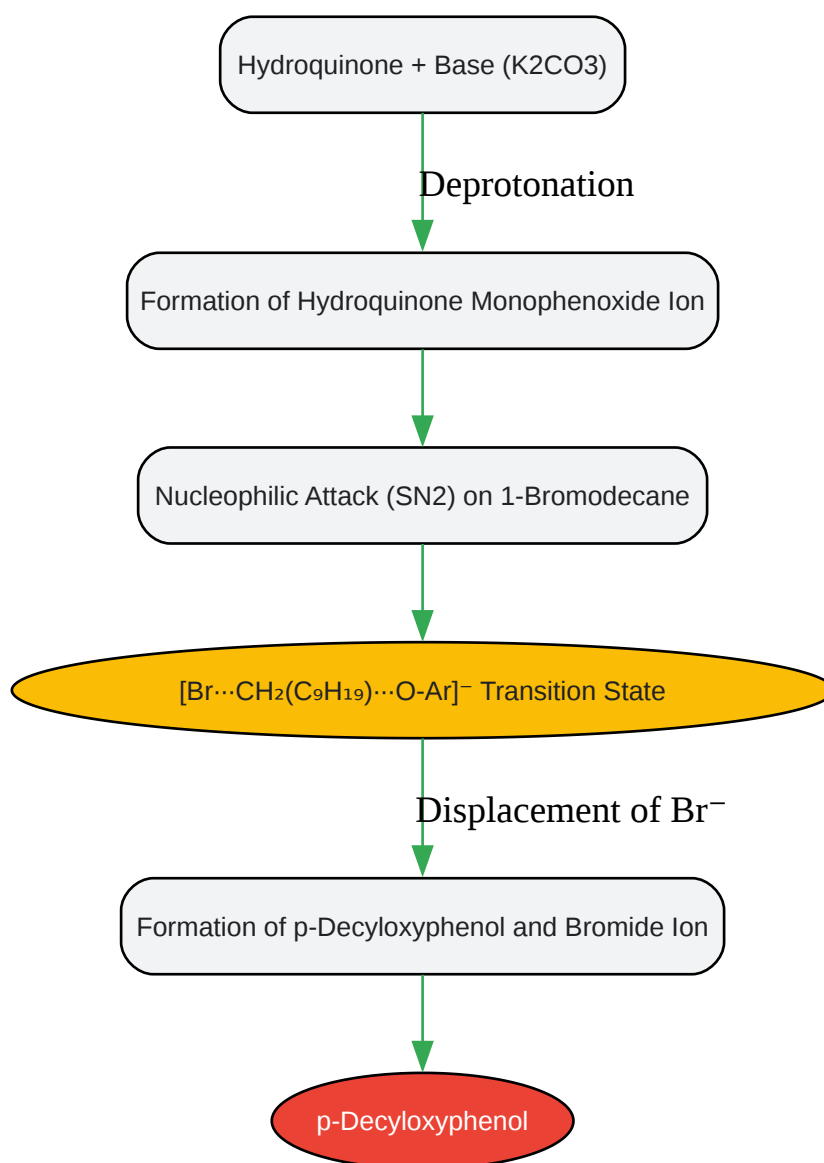 Hydroquinone + Base (K2CO3)
Deprotonation
Formation of Hydroquinone Monophenoxide Ion
Nucleophilic Attack (SN2) on 1-Bromodecane
[Br···CH₂(C₉H₁₉)···O-Ar]⁻ Transition State
Displacement of Br⁻
Formation of p-Decyloxyphenol and Bromide Ion
p-Decyloxyphenol